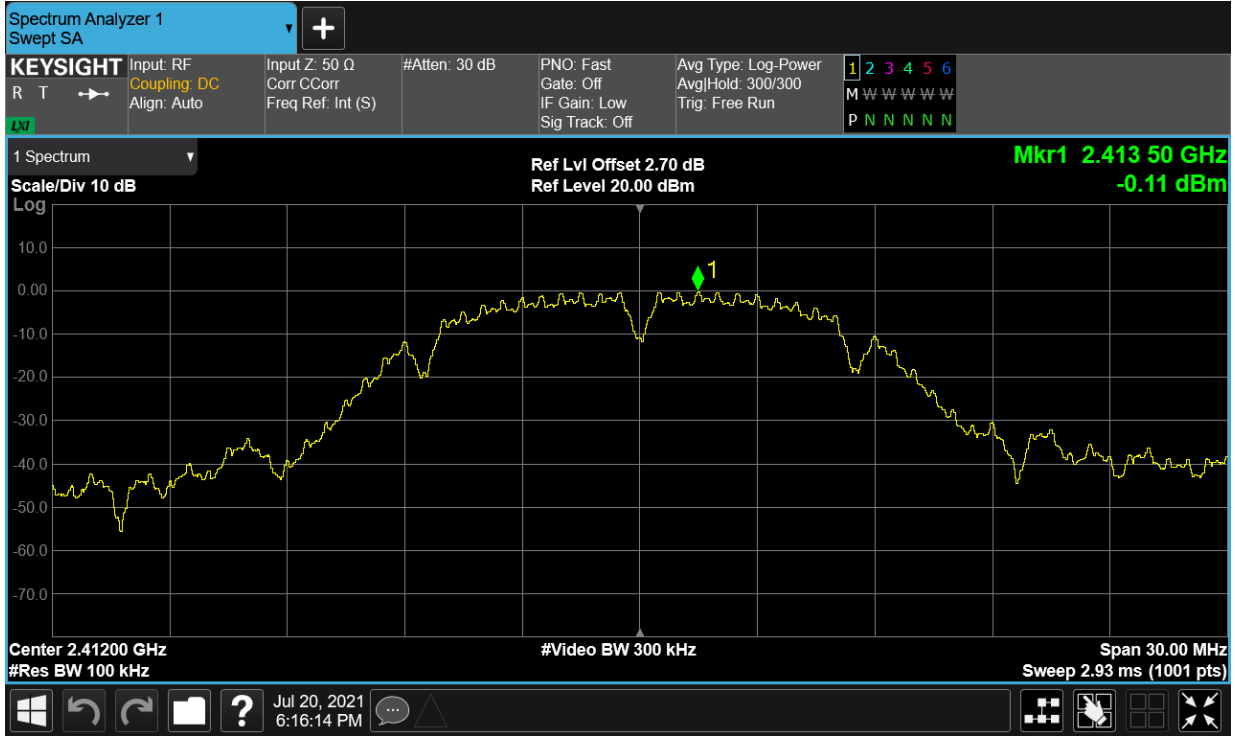 Spectrum Analyzer 1
Swept SA
KEYSIGHT
R T
LXI
Input: RF
Coupling: DC
Align: Auto
Input Z: 50 Ω
Corr CCorr
Freq Ref: Int (S)
#Atten: 30 dB
PNO: Fast
Gate: Off
IF Gain: Low
Sig Track: Off
Avg Type: Log-Power
Avg|Hold: 300/300
Trig: Free Run
1 2 3 4 5 6
M W W W W W
P N N N N N
1 Spectrum
Scale/Div 10 dB
Log
Ref Lvl Offset 2.70 dB
Ref Level 20.00 dBm
Mkr1 2.413 50 GHz
-0.11 dBm
1
10.0
0.00
-10.0
-20.0
-30.0
-40.0
-50.0
-60.0
-70.0
Center 2.41200 GHz
#Res BW 100 kHz
#Video BW 300 kHz
Span 30.00 MHz
Sweep 2.93 ms (1001 pts)
?
Jul 20, 2021
6:16:14 PM